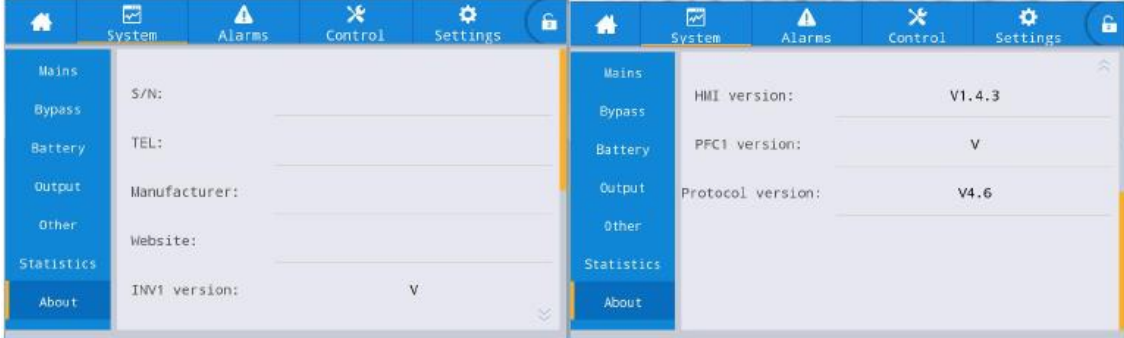 System Alarms Control Settings
Mains
Bypass
Battery
Output
Other
Statistics
About
S/N:
TEL:
Manufacturer:
Website:
INV1 version: V
System Alarms Control Settings
Mains
Bypass
Battery
Output
Other
Statistics
About
HMI version: V1.4.3
PFC1 version: V
Protocol version: V4.6